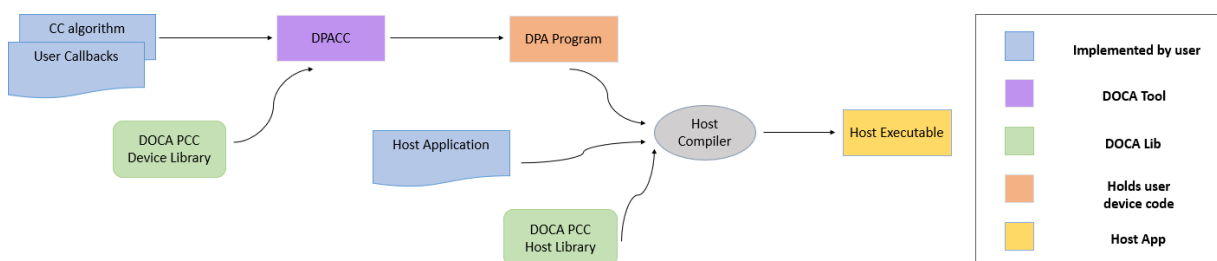 CC algorithm
User Callbacks
DPACC
DPA Program
DOCA PCC
Device Library
Host Application
Host
Compiler
Host Executable
DOCA PCC
Host Library
Implemented by user
DOCA Tool
DOCA Lib
Holds user
device code
Host App